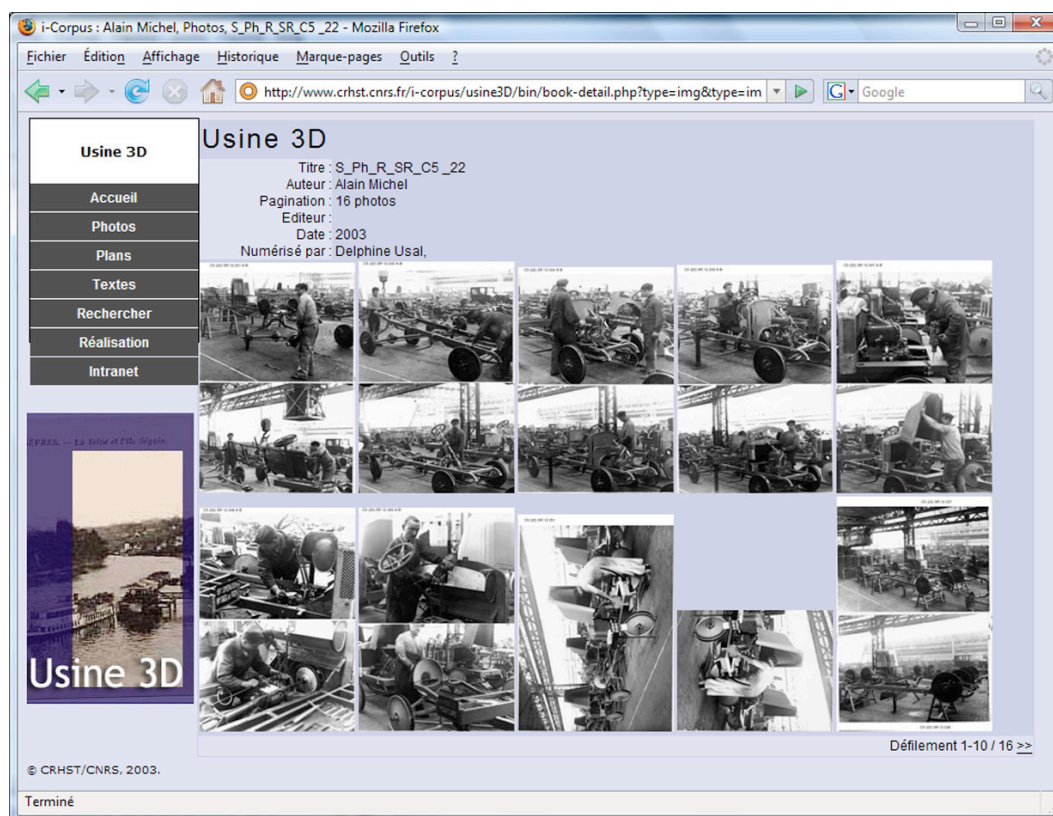 i-Corpus : Alain Michel, Photos, S_Ph_R_SR_C5 _22 - Mozilla Firefox
Fichier Édition Affichage Historique Marque-pages Outils ?
http://www.crhst.cnrs.fr/i-corpus/usine3D/bin/book-detail.php?type=img&type=im
Google
Usine 3D
Accueil
Photos
Plans
Textes
Rechercher
Réalisation
Intranet
SÈVRES. — La Seine et l'Ile Séguin.
Usine 3D
Usine 3D
Titre : S_Ph_R_SR_C5 _22
Auteur : Alain Michel
Pagination : 16 photos
Editeur :
Date : 2003
Numérisé par : Delphine Usal,
Défilement 1-10 / 16 >>
© CRHST/CNRS, 2003.
Terminé